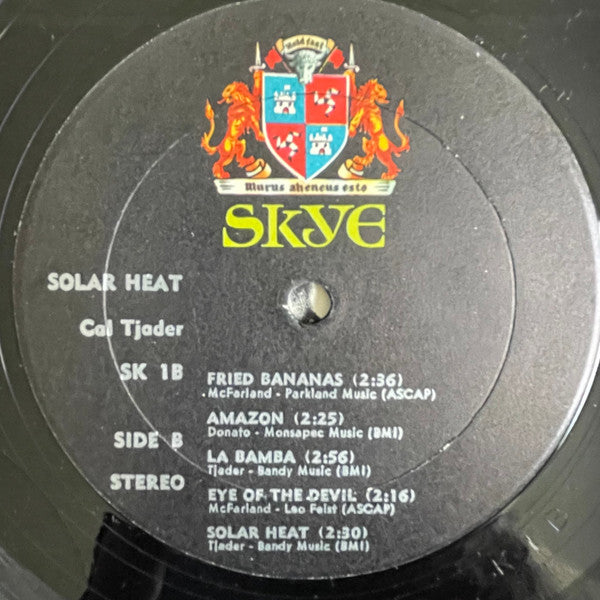 Hold fast
Murus aheneus esto
SKYE
SOLAR HEAT
Cal Tjader
SK 1B
SIDE B
STEREO
FRIED BANANAS (2:36)
McFarland - Parkland Music (ASCAP)
AMAZON (2:25)
Donato - Monsapec Music (BMI)
LA BAMBA (2:56)
Tjader - Bandy Music (BMI)
EYE OF THE DEVIL (2:16)
McFarland - Leo Feist (ASCAP)
SOLAR HEAT (2:30)
Tjader - Bandy Music (BMI)